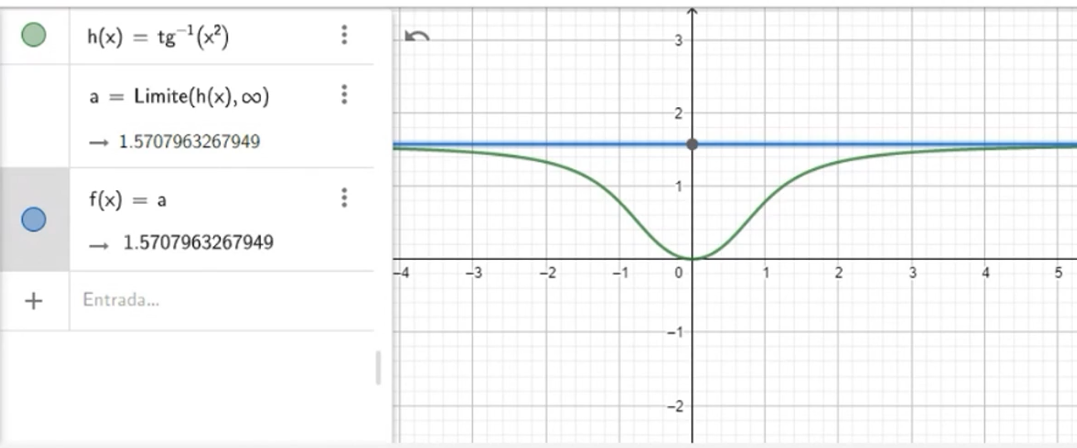 h(x) = tg⁻¹(x²)
a = Limite(h(x), ∞)
→ 1.5707963267949
f(x) = a
→ 1.5707963267949
+ Entrada...
3
2
1
-4 -3 -2 -1 0 1 2 3 4 5
-1
-2